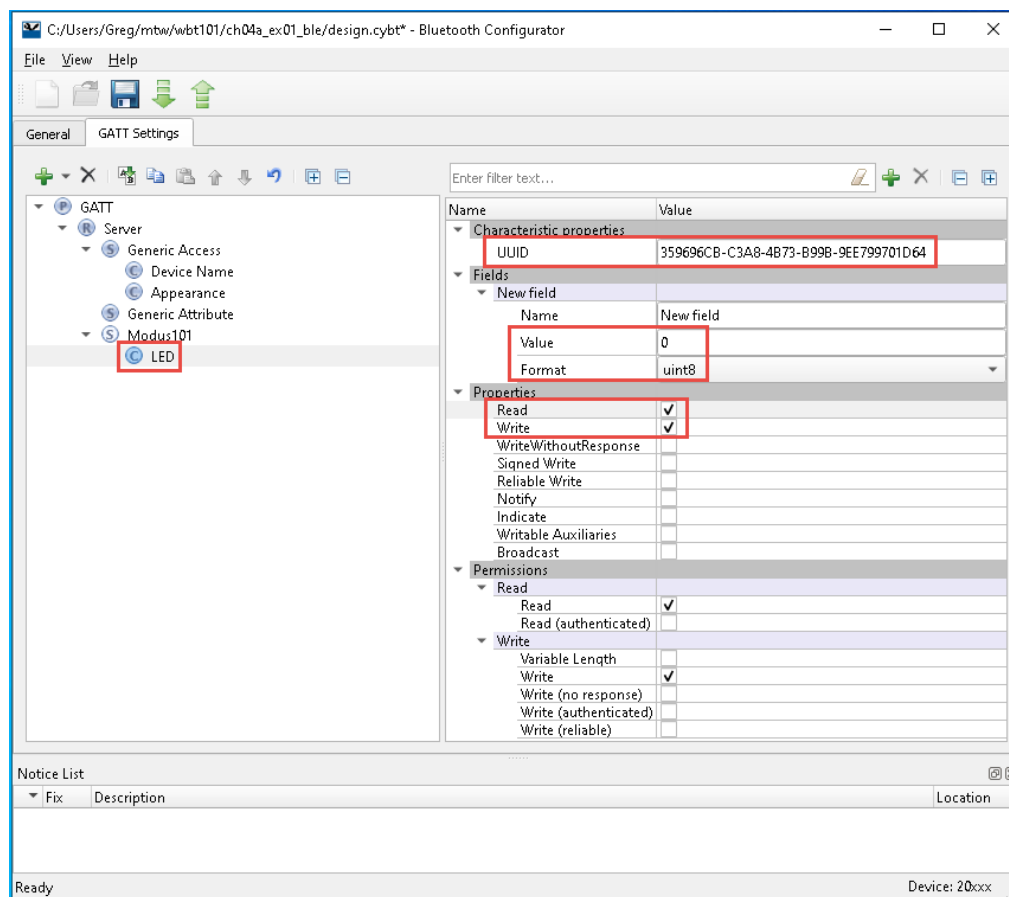 C:/Users/Greg/mtw/wbt101/ch04a_ex01_ble/design.cybt* - Bluetooth Configurator
File View Help
General GATT Settings
GATT
Server
Generic Access
Device Name
Appearance
Generic Attribute
Modus101
LED
Enter filter text...
Name Value
Characteristic properties
UUID 359696CB-C3A8-4B73-B99B-9EE799701D64
Fields
New field
Name New field
Value 0
Format uint8
Properties
Read
Write
WriteWithoutResponse
Signed Write
Reliable Write
Notify
Indicate
Writable Auxiliaries
Broadcast
Permissions
Read
Read
Read (authenticated)
Write
Variable Length
Write
Write (no response)
Write (authenticated)
Write (reliable)
Notice List
Fix Description Location
Ready Device: 20xxx